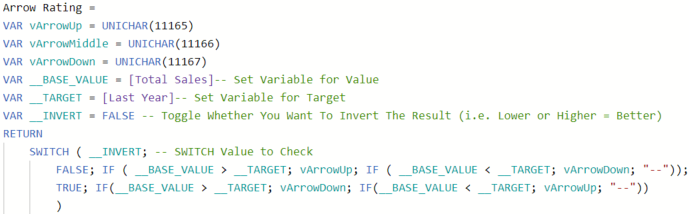 Arrow Rating =
VAR vArrowUp = UNICHAR(11165)
VAR vArrowMiddle = UNICHAR(11166)
VAR vArrowDown = UNICHAR(11167)
VAR __BASE_VALUE = [Total Sales]-- Set Variable for Value
VAR __TARGET = [Last Year]-- Set Variable for Target
VAR __INVERT = FALSE -- Toggle Whether You Want To Invert The Result (i.e. Lower or Higher = Better)
RETURN
SWITCH ( __INVERT; -- SWITCH Value to Check
FALSE; IF ( __BASE_VALUE > __TARGET; vArrowUp; IF ( __BASE_VALUE < __TARGET; vArrowDown; "--"));
TRUE; IF(__BASE_VALUE > __TARGET; vArrowDown; IF(__BASE_VALUE < __TARGET; vArrowUp; "--"))
)